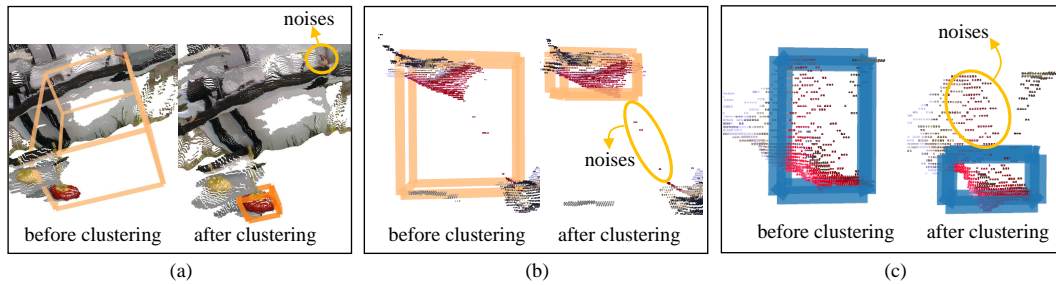 noises
before clustering
after clustering
(a)
noises
before clustering
after clustering
(b)
noises
before clustering
after clustering
(c)